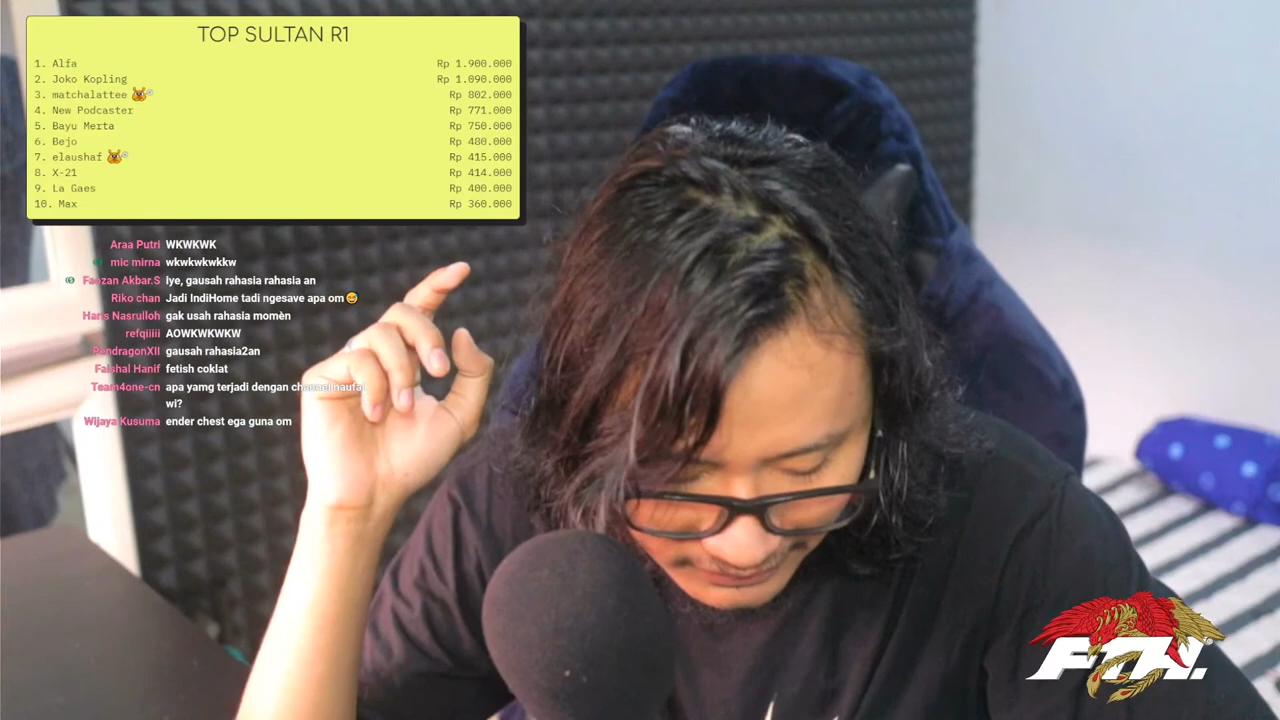 TOP SULTAN R1
1. Alfa Rp 1.900.000
2. Joko Kopling Rp 1.090.000
3. matchalattee Rp 802.000
4. New Podcaster Rp 771.000
5. Bayu Merta Rp 750.000
6. Bejo Rp 480.000
7. elaushaf Rp 415.000
8. X-21 Rp 414.000
9. La Gaes Rp 400.000
10. Max Rp 360.000
Araa Putri WKWKWK
mic mirna wkwkwkwkkw
Faozan Akbar.S Iye, gausah rahasia rahasia an
Riko chan Jadi IndiHome tadi ngesave apa om😅
Haris Nasrulloh gak usah rahasia momèn
refqiiiii AOWKWKWKW
PendragonXII gausah rahasia2an
Faishal Hanif fetish coklat
Team4one-cn apa yamg terjadi dengan channel naufal
wi?
Wijaya Kusuma ender chest ega guna om